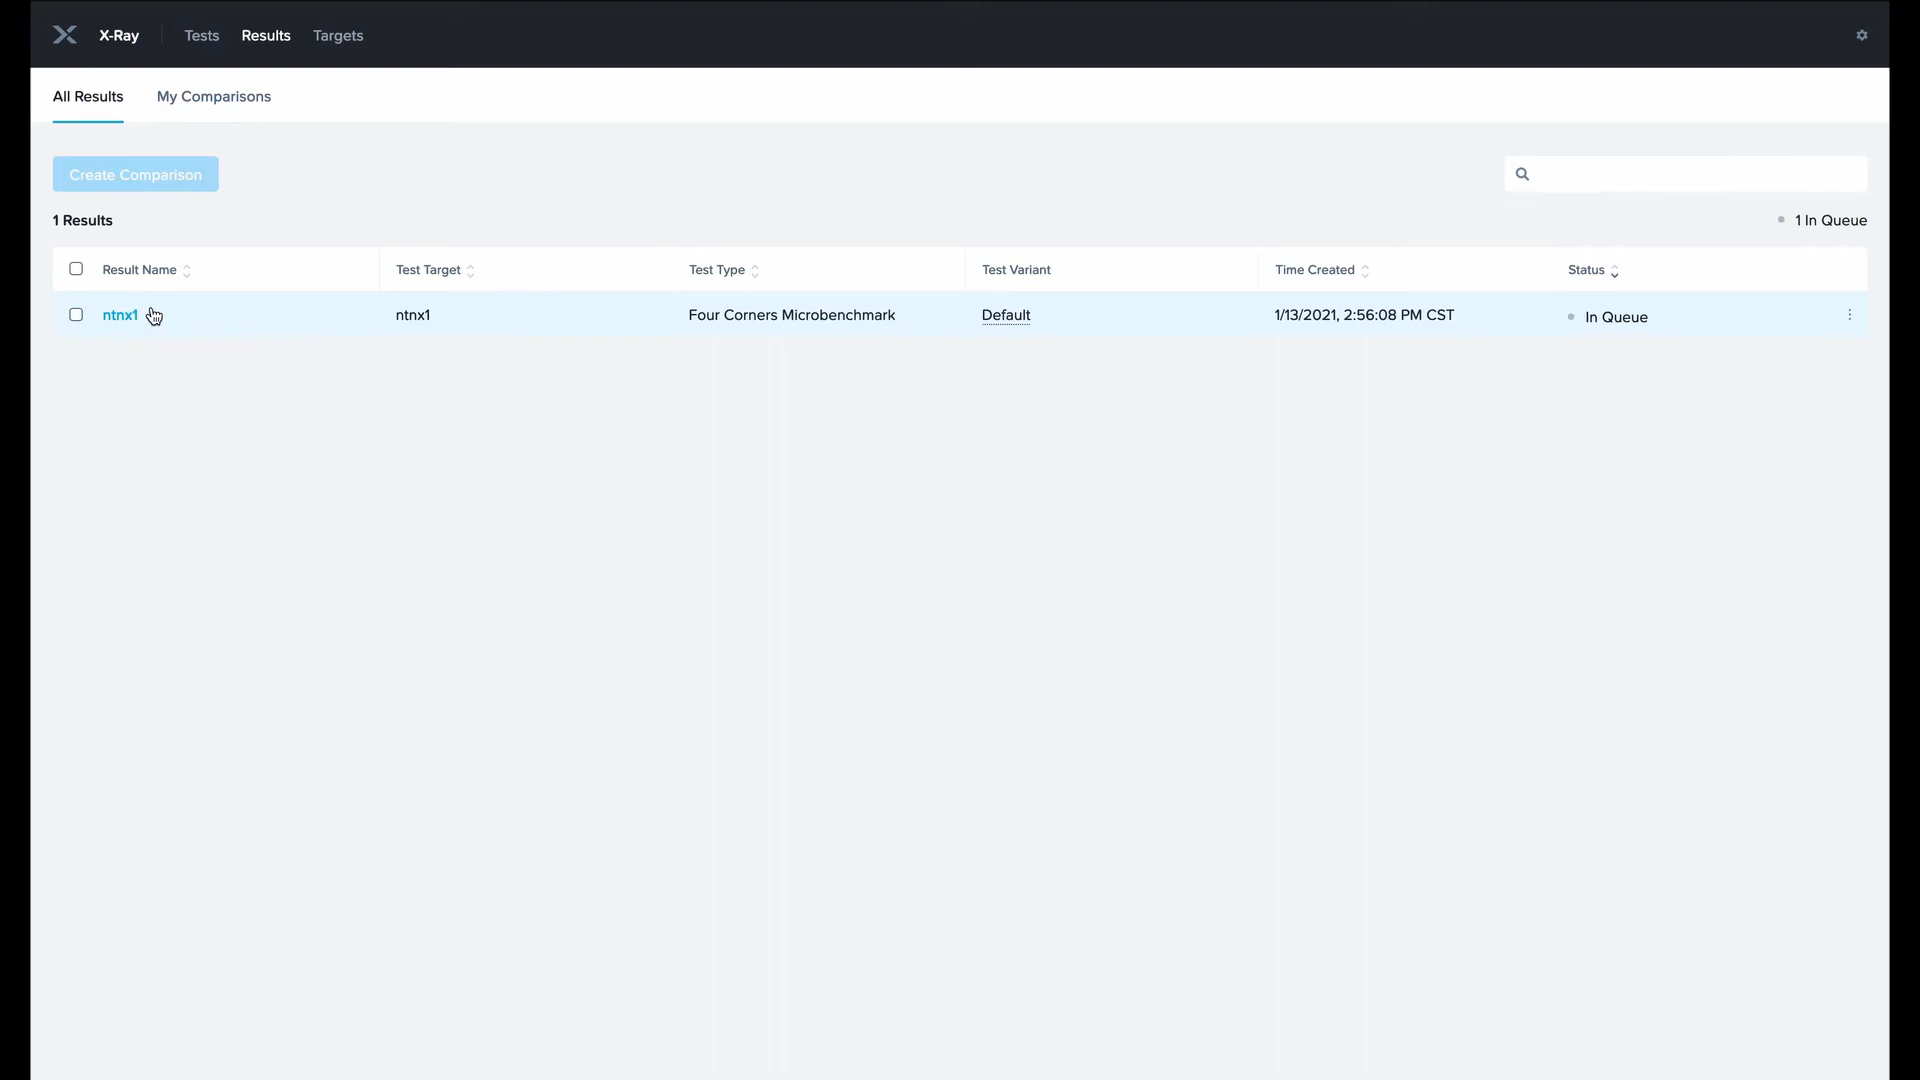 X-Ray Tests Results Targets
All Results My Comparisons
Create Comparison
1 Results 1 In Queue
Result Name Test Target Test Type Test Variant Time Created Status
ntnx1 ntnx1 Four Corners Microbenchmark Default 1/13/2021, 2:56:08 PM CST In Queue